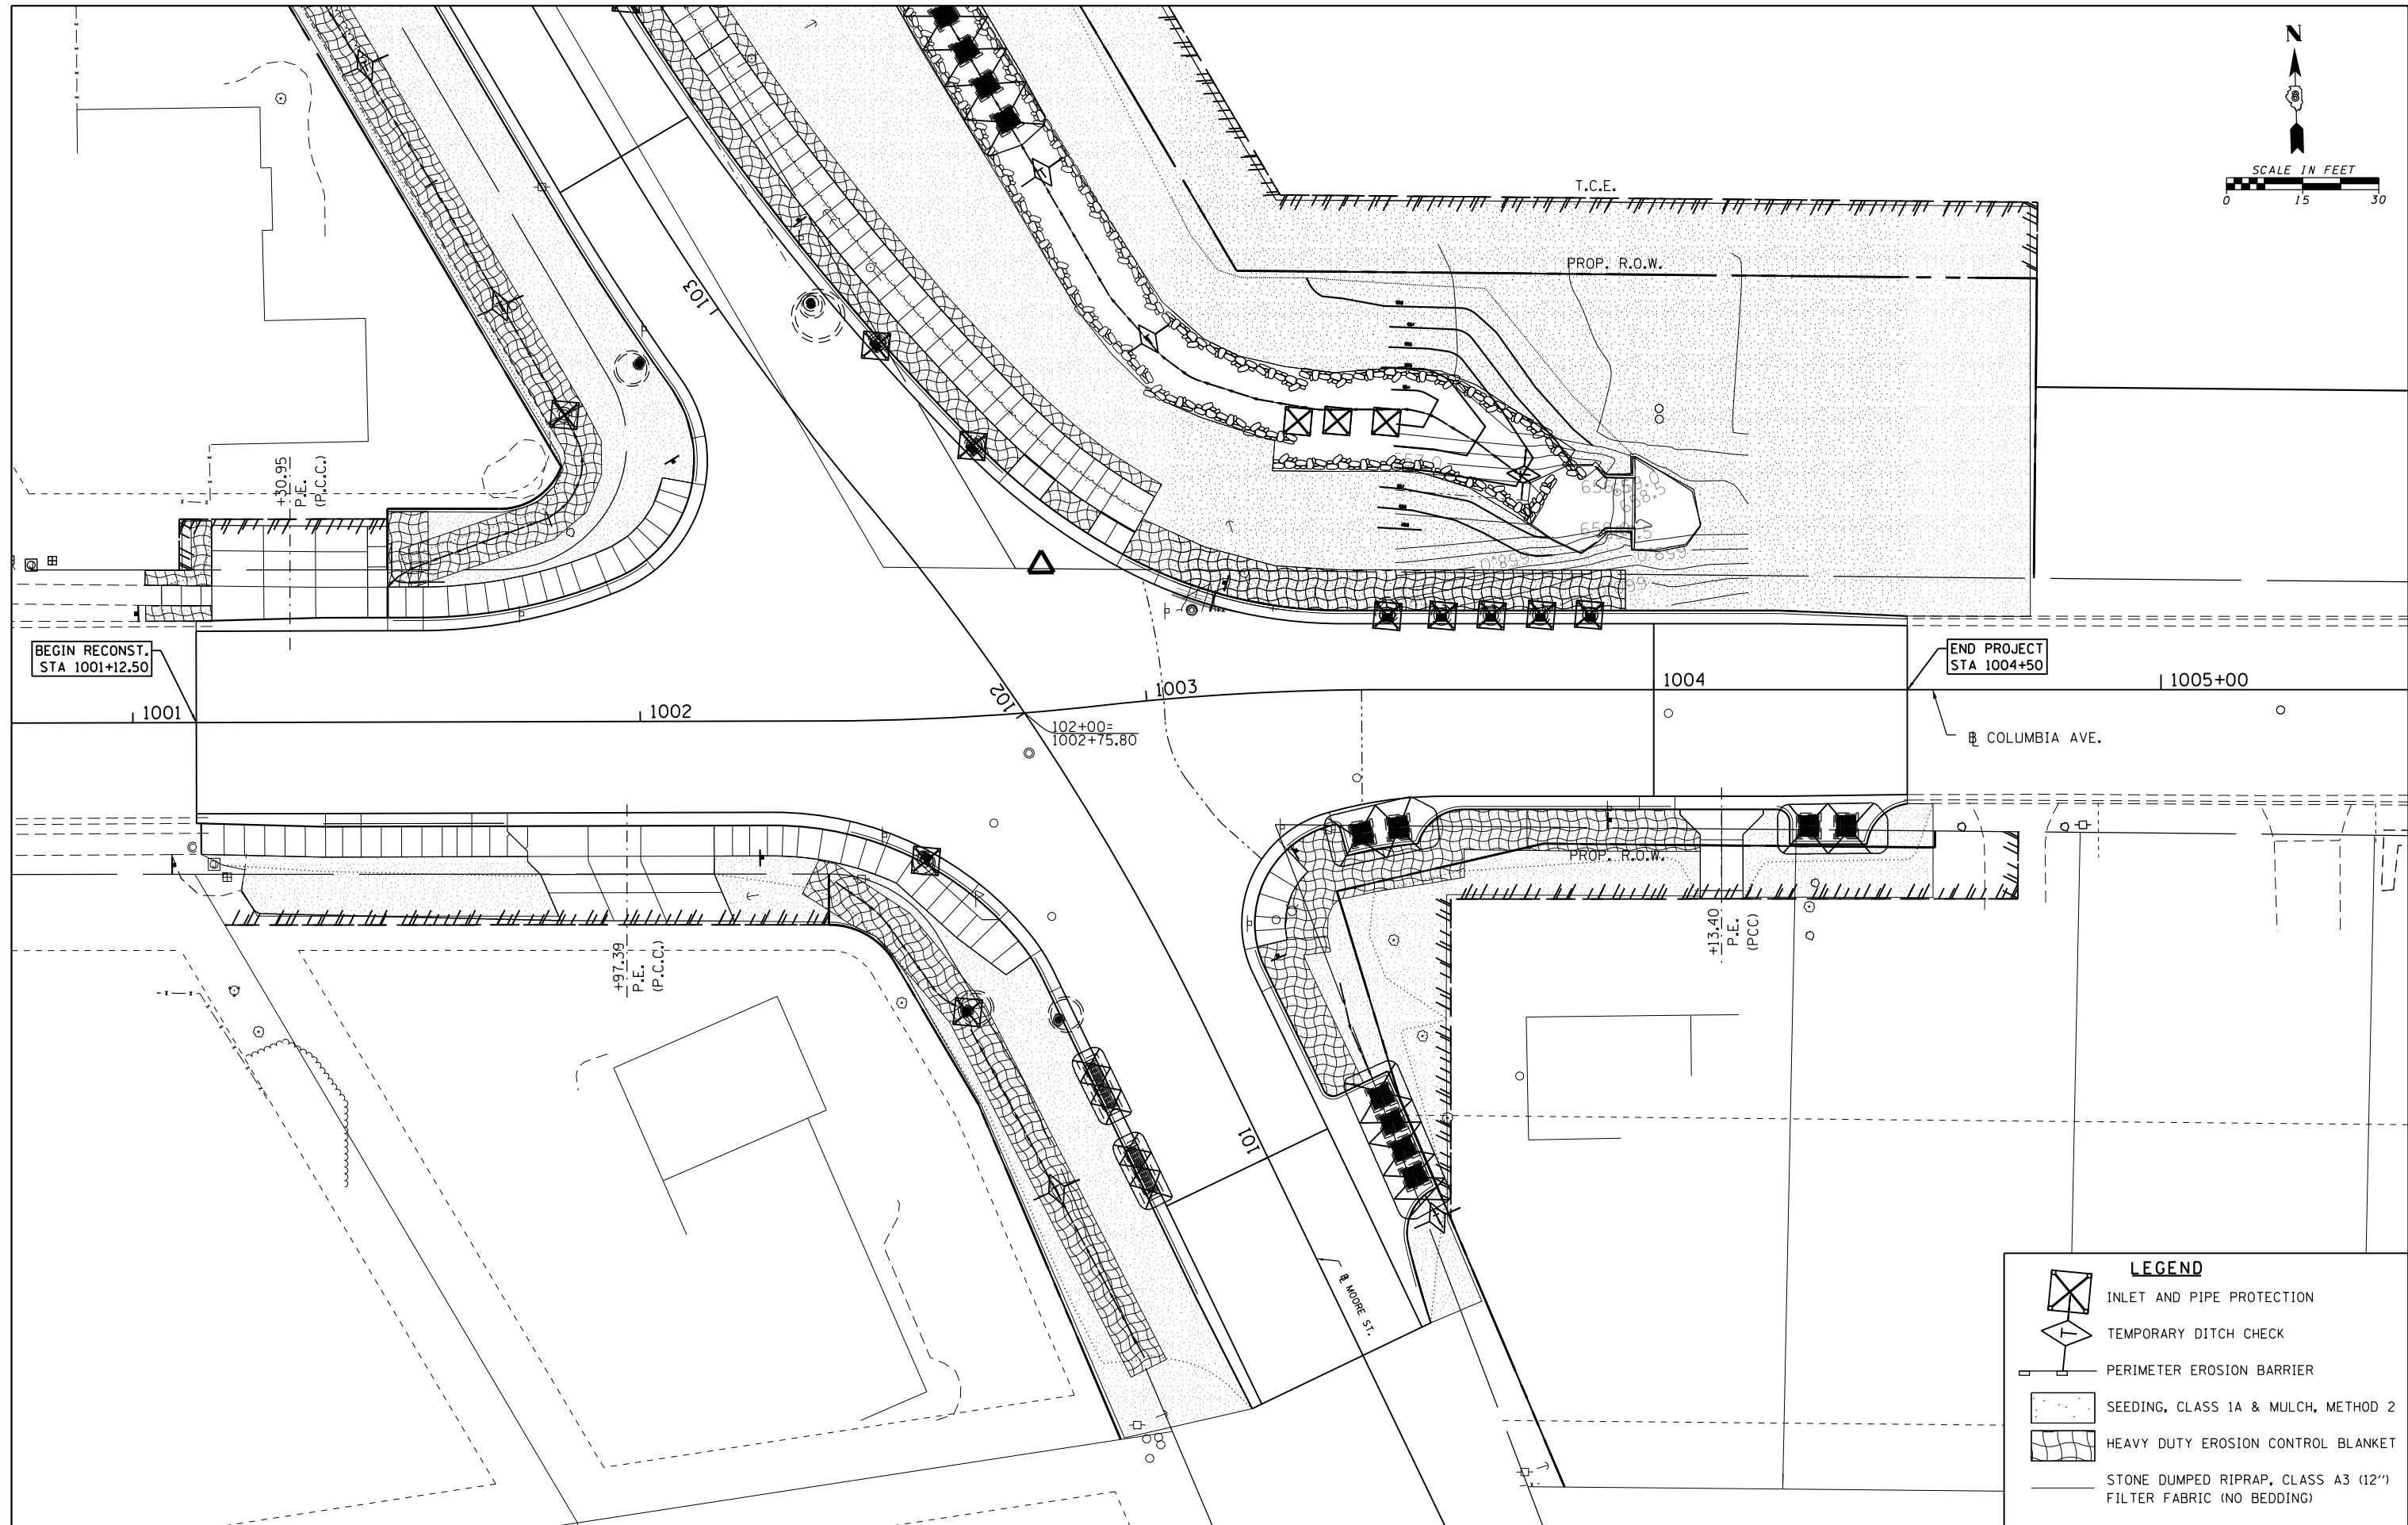 N
SCALE IN FEET
0 15 30
T.C.E.
PROP. R.O.W.
103
+30.95
P.E.
(P.C.C.)
BEGIN RECONST.
STA 1001+12.50
END PROJECT
STA 1004+50
1001
1002
102
1003
1004
1005+00
102+00=
1002+75.80
COLUMBIA AVE.
PROP. R.O.W.
+97.39
P.E.
(P.C.C.)
+13.40
P.E.
(PCC)
101
MOORE ST.
LEGEND
INLET AND PIPE PROTECTION
T
TEMPORARY DITCH CHECK
PERIMETER EROSION BARRIER
SEEDING, CLASS 1A & MULCH, METHOD 2
HEAVY DUTY EROSION CONTROL BLANKET
STONE DUMPED RIPRAP, CLASS A3 (12'')
FILTER FABRIC (NO BEDDING)